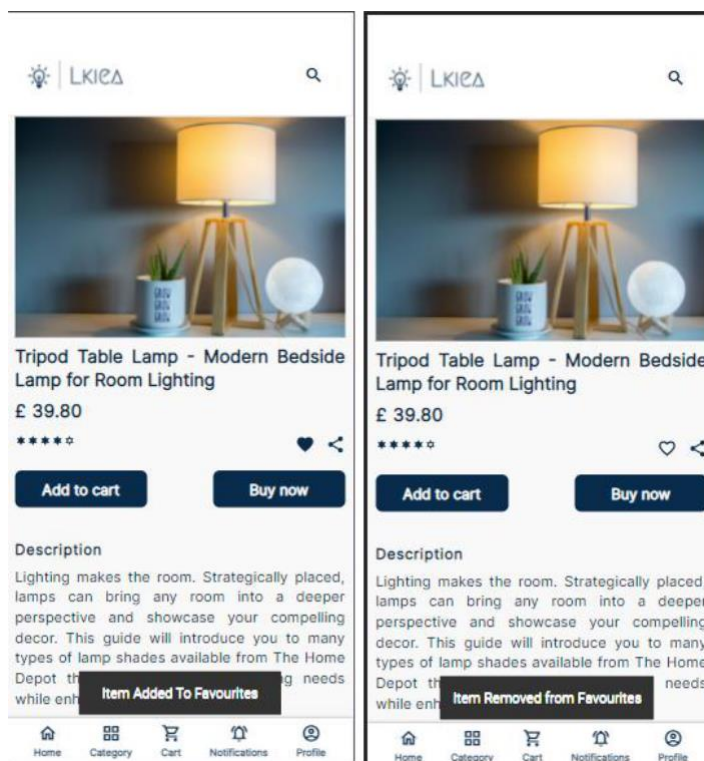 LKICA
Tripod Table Lamp - Modern Bedside
Lamp for Room Lighting
£ 39.80
Add to cart
Buy now
Description
Lighting makes the room. Strategically placed,
lamps can bring any room into a deeper
perspective and showcase your compelling
decor. This guide will introduce you to many
types of lamp shades available from The Home
Depot th
needs
while enh
Item Added To Favourites
Home Category Cart Notifications Profile
LKICA
Tripod Table Lamp - Modern Bedside
Lamp for Room Lighting
£ 39.80
Add to cart
Buy now
Description
Lighting makes the room. Strategically placed,
lamps can bring any room into a deeper
perspective and showcase your compelling
decor. This guide will introduce you to many
types of lamp shades available from The Home
Depot th
needs
while enh
Item Removed from Favourites
Home Category Cart Notifications Profile